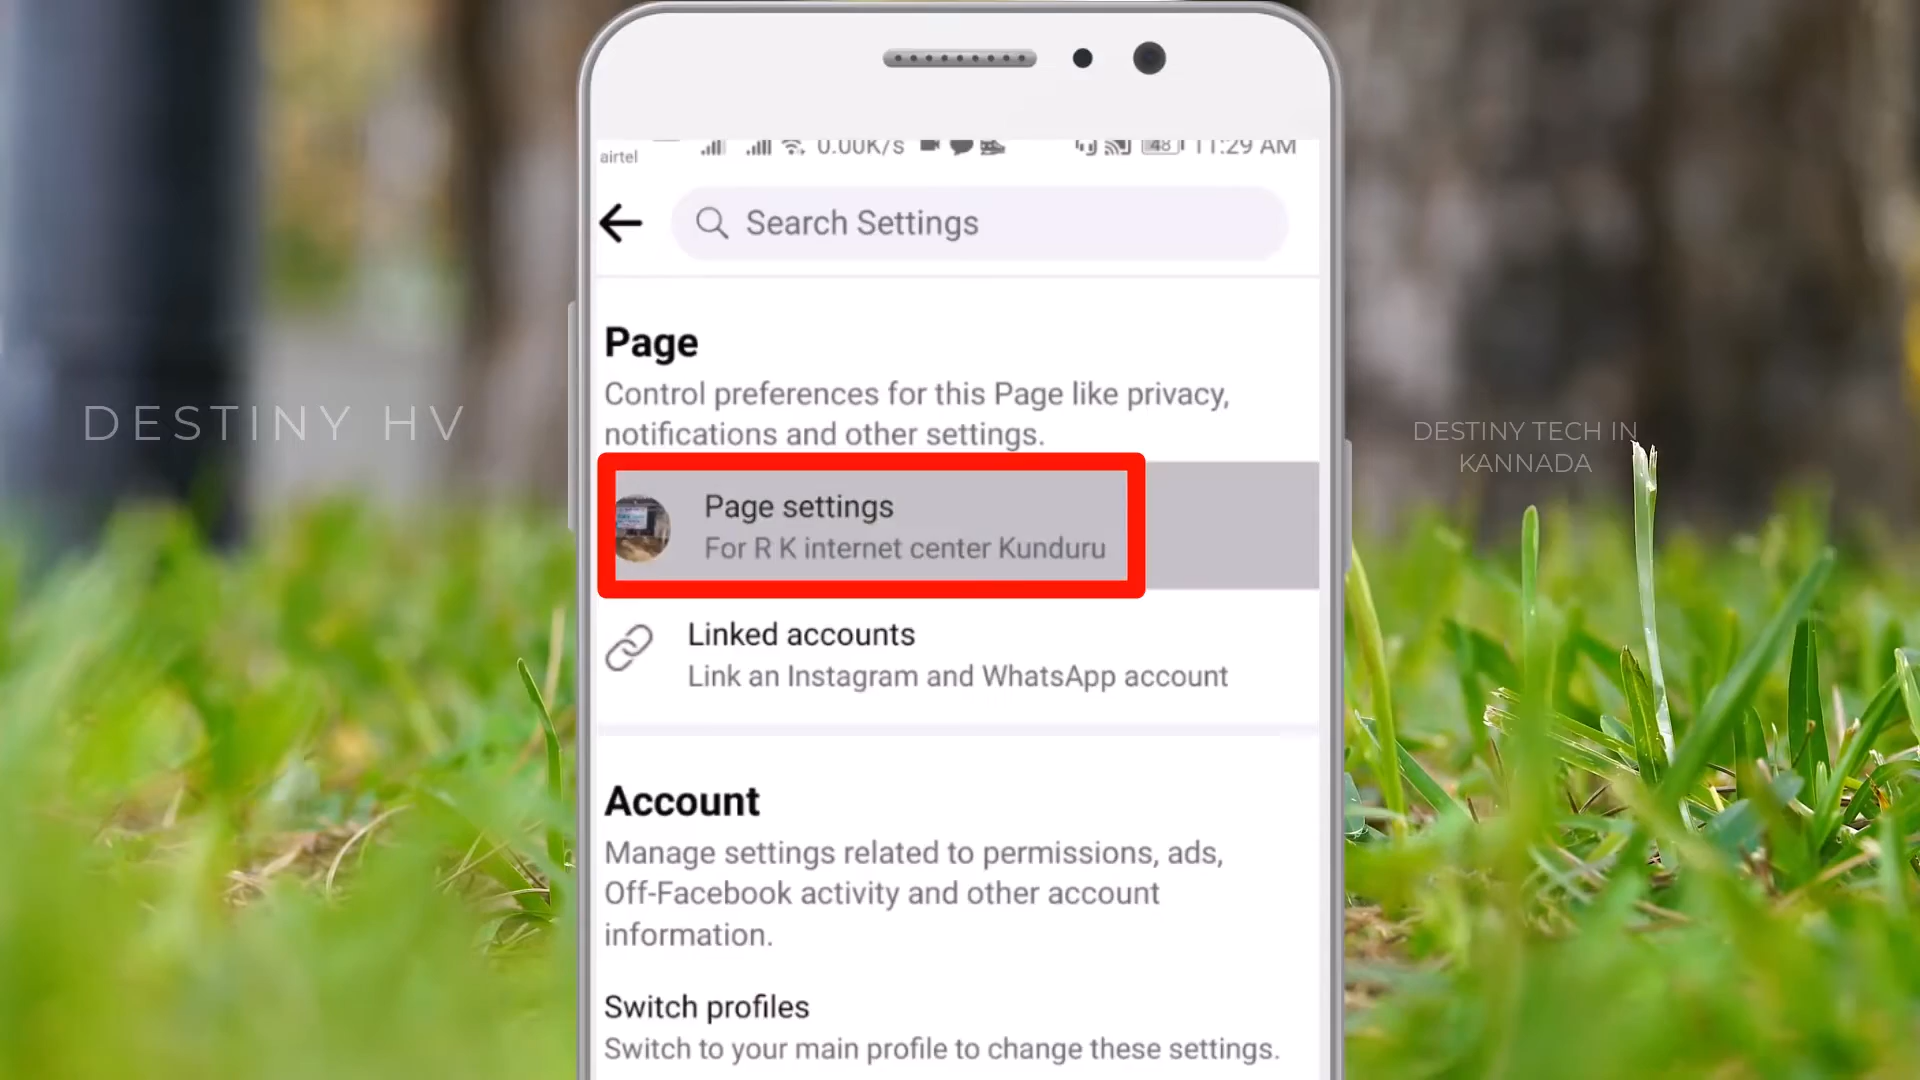 airtel 0.00K/s 48 11:29 AM
Search Settings
Page
Control preferences for this Page like privacy,
notifications and other settings.
Page settings
For R K internet center Kunduru
Linked accounts
Link an Instagram and WhatsApp account
Account
Manage settings related to permissions, ads,
Off-Facebook activity and other account
information.
Switch profiles
Switch to your main profile to change these settings.
DESTINY HV
DESTINY TECH IN
KANNADA